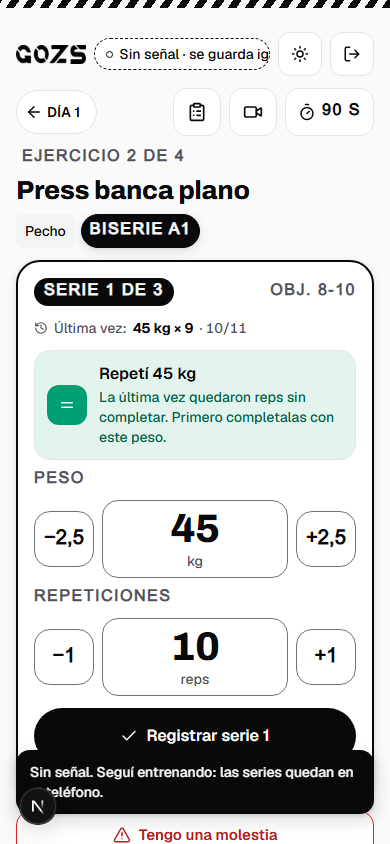 GOZS
Sin señal · se guarda ig
DÍA 1
90 S
EJERCICIO 2 DE 4
Press banca plano
Pecho
BISERIE A1
SERIE 1 DE 3
OBJ. 8-10
Última vez: 45 kg × 9 · 10/11
=
Repetí 45 kg
La última vez quedaron reps sin
completar. Primero completalas con
este peso.
PESO
−2,5
45
kg
+2,5
REPETICIONES
−1
10
reps
+1
Registrar serie 1
Sin señal. Seguí entrenando: las series quedan en
teléfono.
N
Tengo una molestia